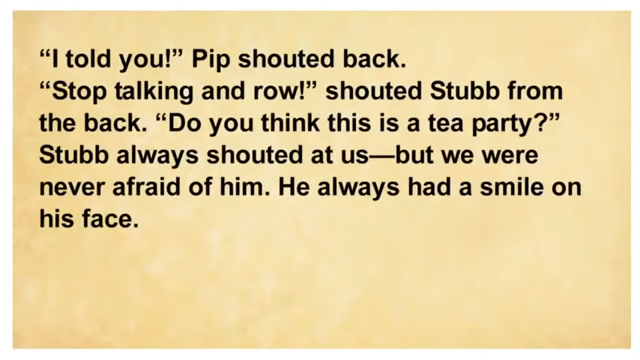 “I told you!” Pip shouted back.
“Stop talking and row!” shouted Stubb from
the back. “Do you think this is a tea party?”
Stubb always shouted at us—but we were
never afraid of him. He always had a smile on
his face.